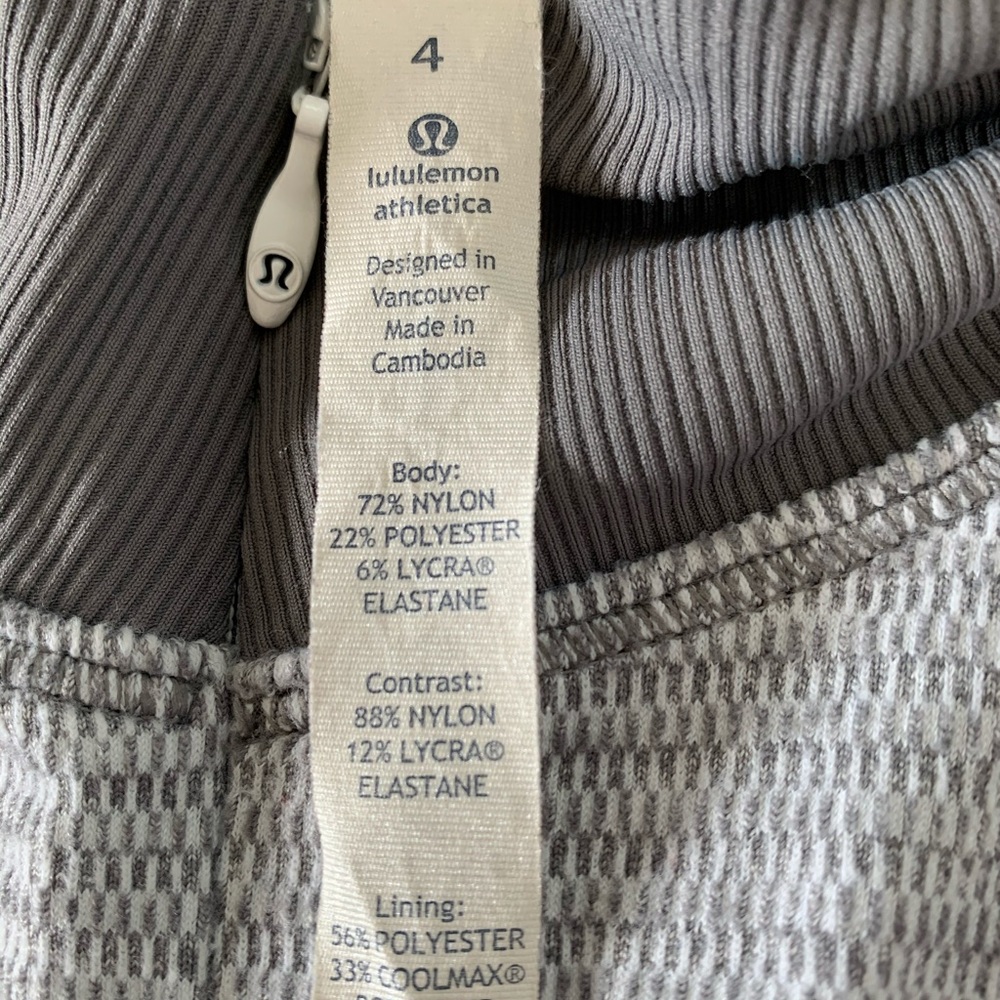 4
lululemon
athletica
Designed in
Vancouver
Made in
Cambodia
Body:
72% NYLON
22% POLYESTER
6% LYCRA®
ELASTANE
Contrast:
88% NYLON
12% LYCRA®
ELASTANE
Lining:
56% POLYESTER
33% COOLMAX®